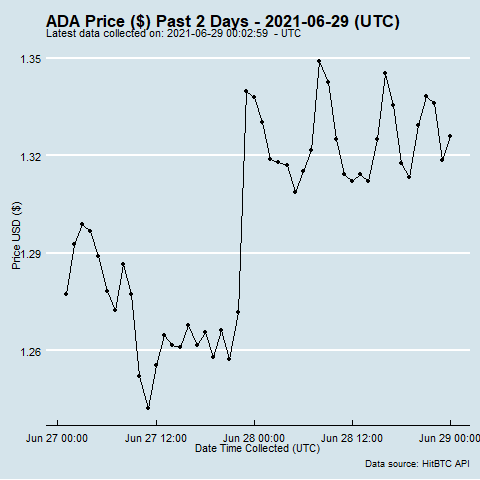 ADA Price ($) Past 2 Days - 2021-06-29 (UTC)
Latest data collected on: 2021-06-29 00:02:59  - UTC
1.35
1.32
1.29
1.26
Price USD ($)
Jun 27 00:00 Jun 27 12:00 Jun 28 00:00 Jun 28 12:00 Jun 29 00:00
Date Time Collected (UTC)
Data source: HitBTC API